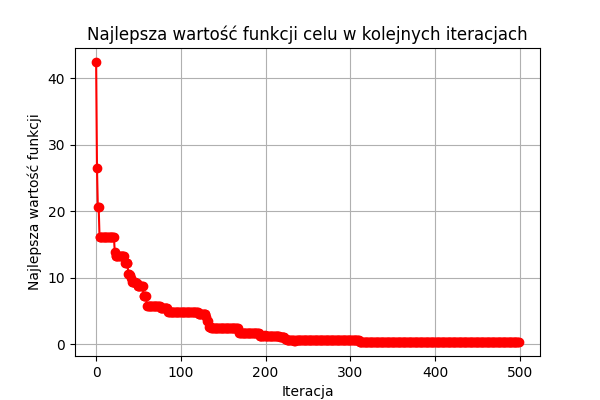 Najlepsza wartość funkcji celu w kolejnych iteracjach
Najlepsza wartość funkcji
40
30
20
10
0
0 100 200 300 400 500
Iteracja